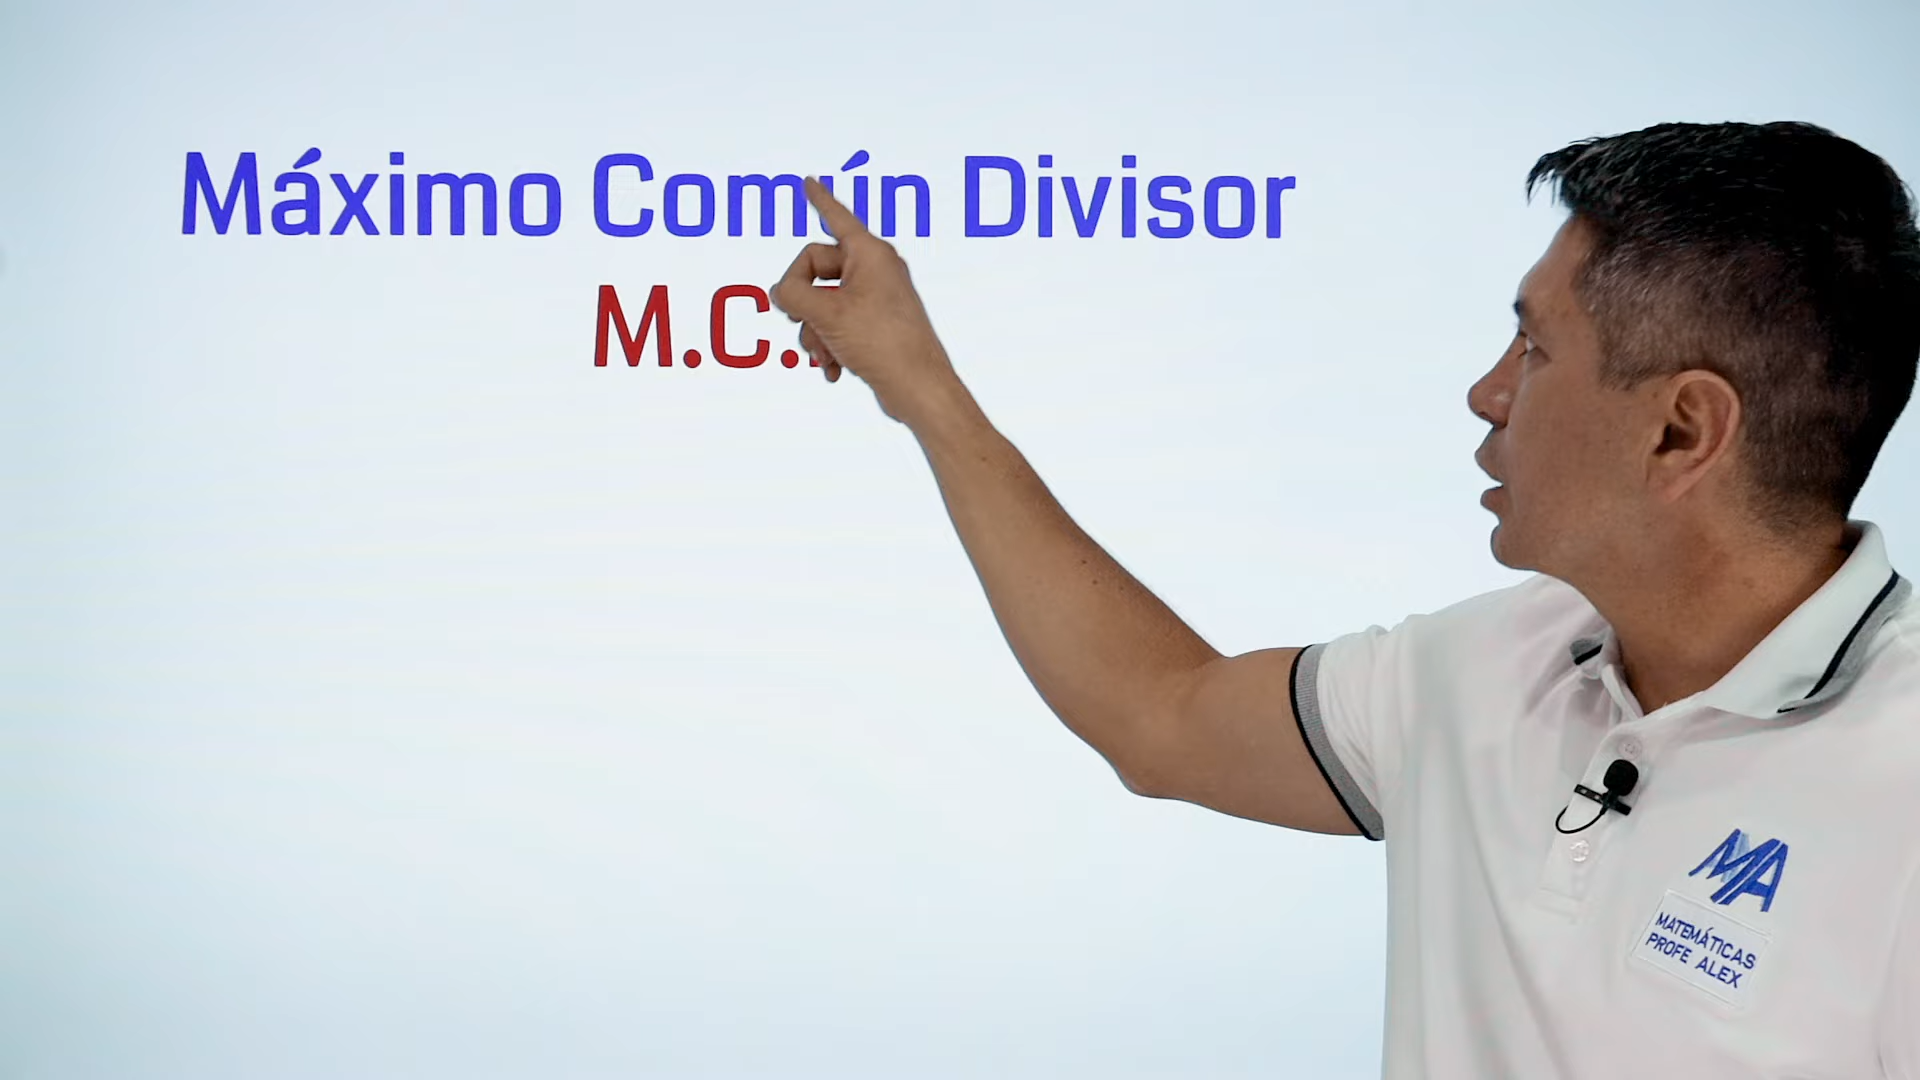 Máximo Común Divisor
M.C.
MA
MATEMÁTICAS
PROFE ALEX